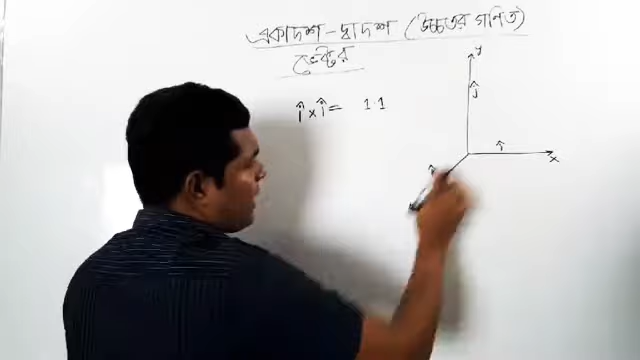 একাদশ-দ্বাদশ (উচ্চতর গণিত)
ভেক্টর
î × î = 1.1
y
ĵ
î
x